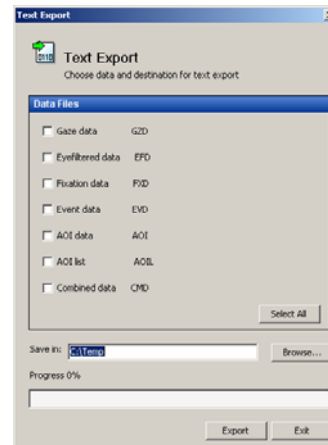 Text Export
Text Export
Choose data and destination for text export
Data Files
Gaze data GZD
Eyefiltered data EFD
Fixation data FXD
Event data EVD
AOI data AOI
AOI list AOIL
Combined data CMD
Select All
Save in: C:\Temp Browse...
Progress 0%
Export Exit